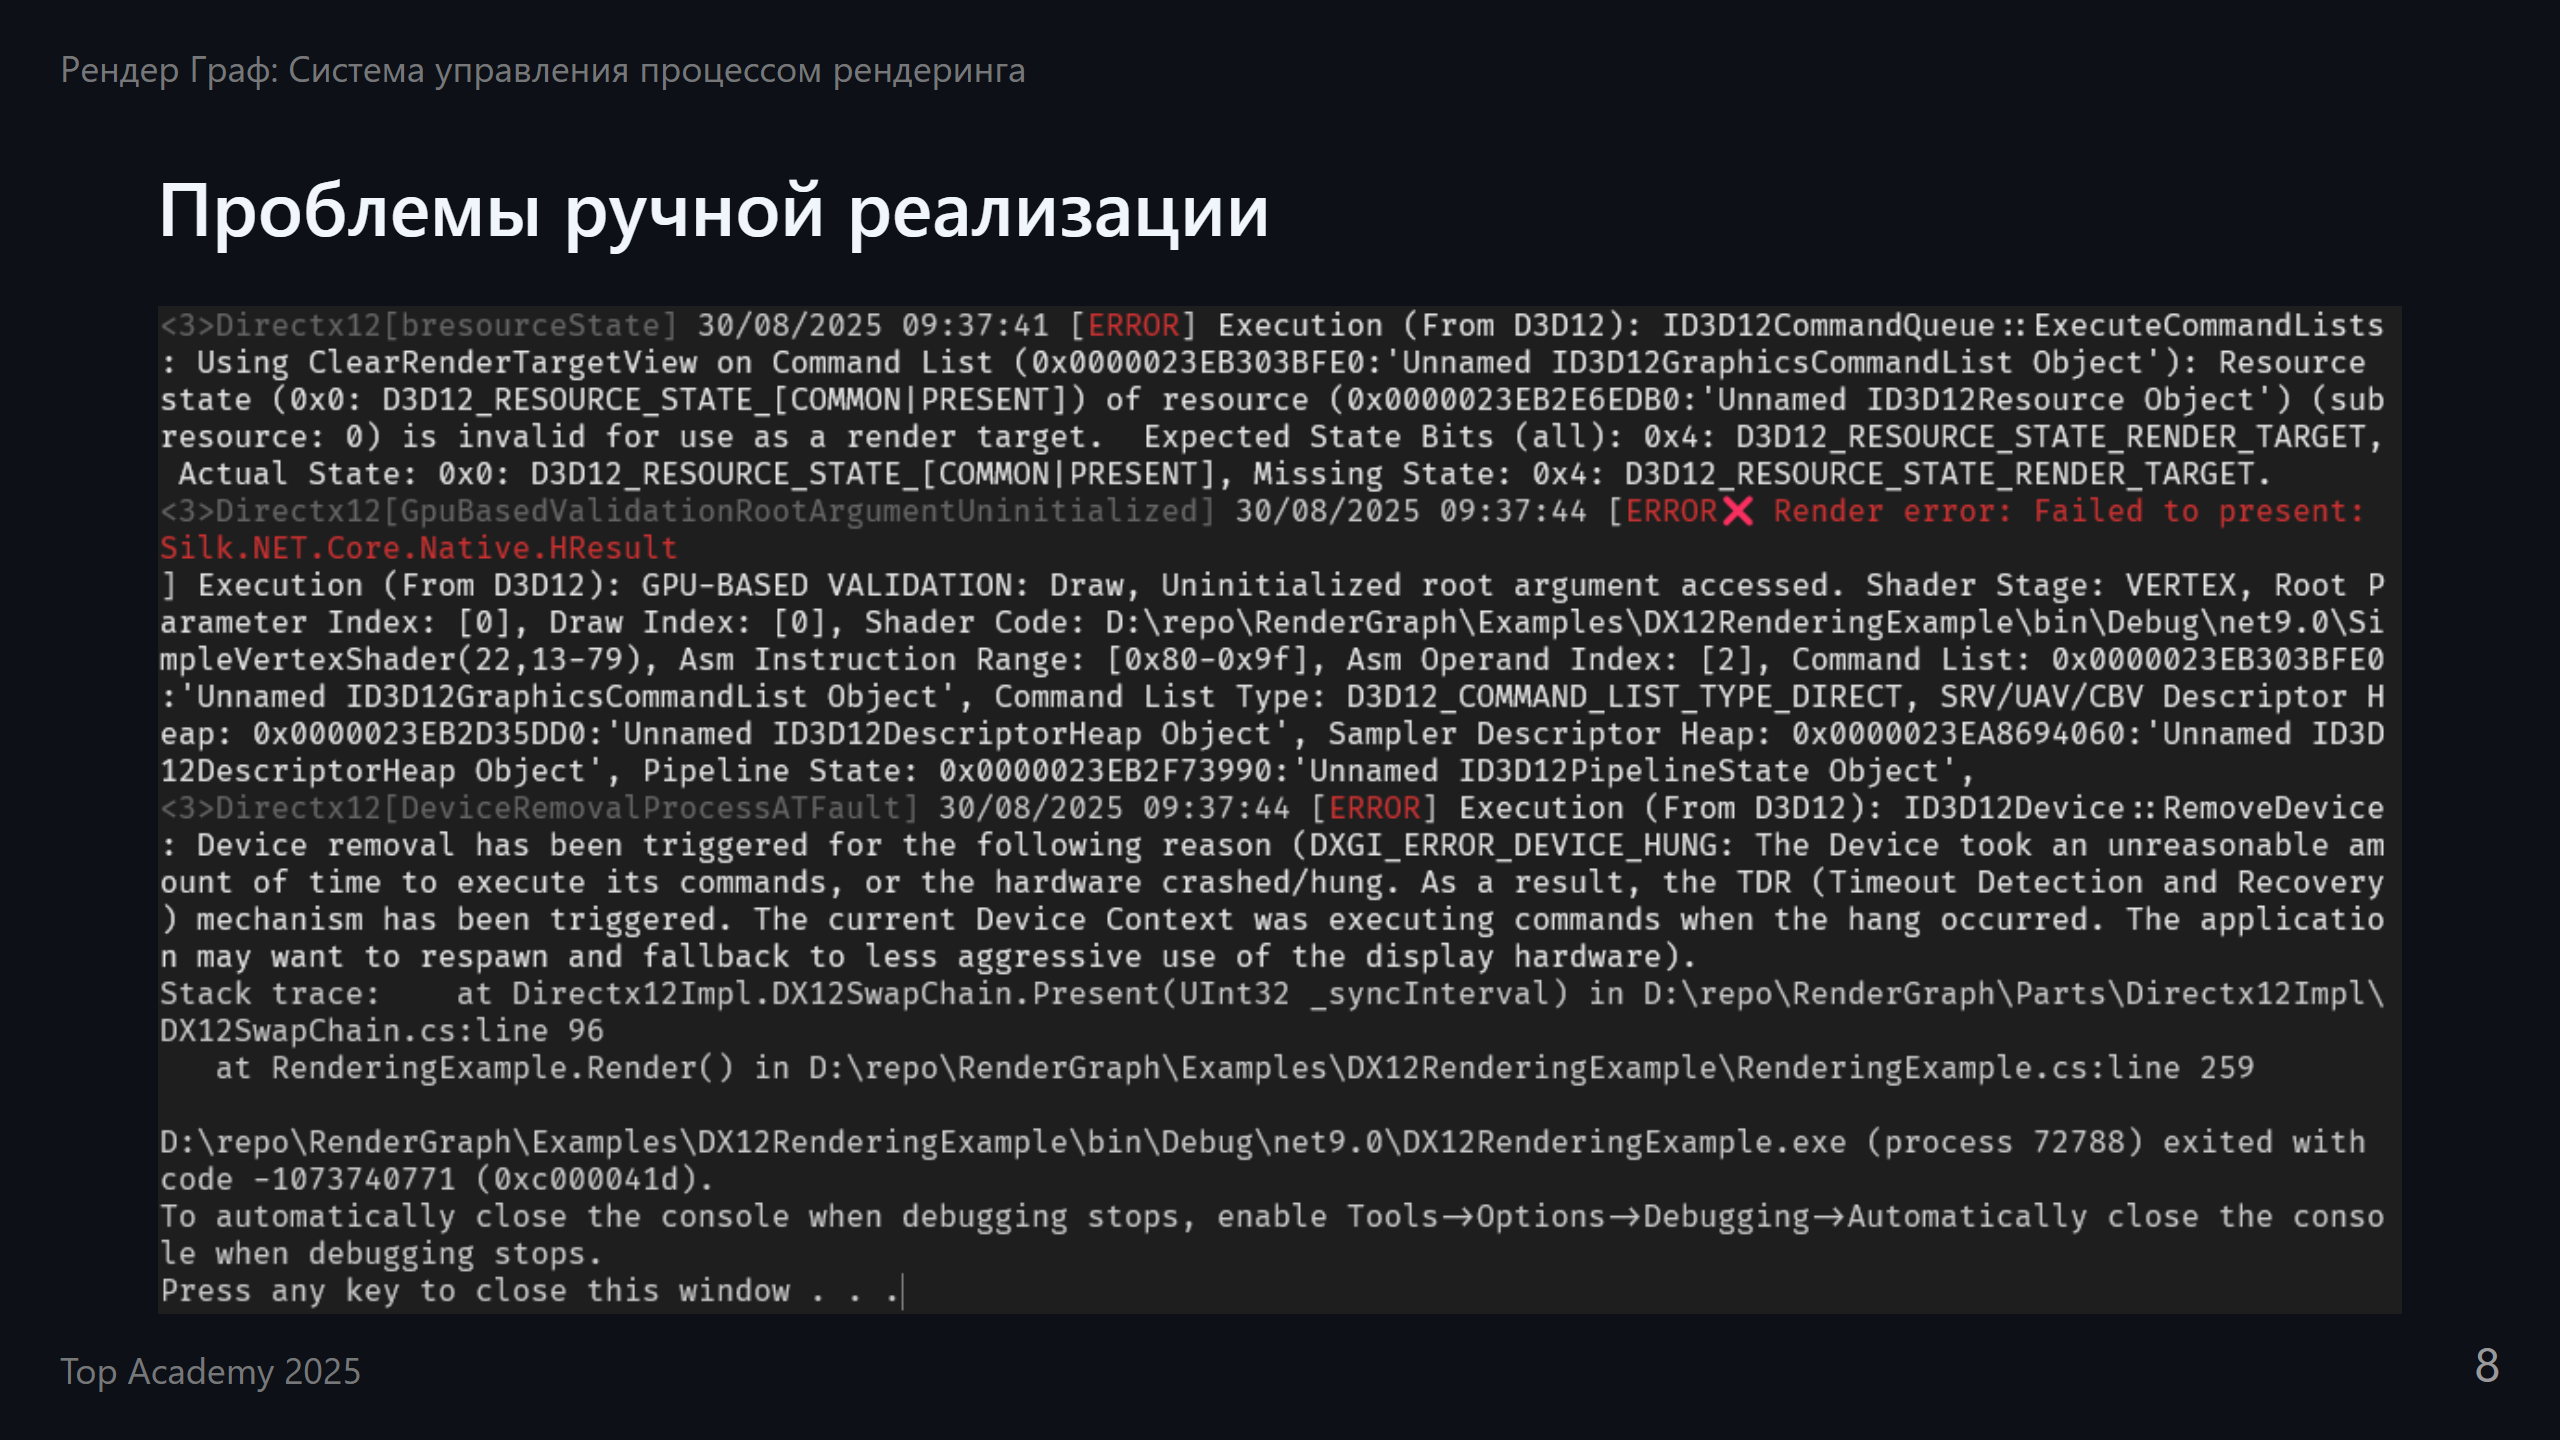 Рендер Граф: Система управления процессом рендеринга
Проблемы ручной реализации
<3>Directx12[bresourceState] 30/08/2025 09:37:41 [ERROR] Execution (From D3D12): ID3D12CommandQueue::ExecuteCommandLists
: Using ClearRenderTargetView on Command List (0x0000023EB303BFE0:'Unnamed ID3D12GraphicsCommandList Object'): Resource
state (0x0: D3D12_RESOURCE_STATE_[COMMON|PRESENT]) of resource (0x0000023EB2E6EDB0:'Unnamed ID3D12Resource Object') (sub
resource: 0) is invalid for use as a render target.  Expected State Bits (all): 0x4: D3D12_RESOURCE_STATE_RENDER_TARGET,
 Actual State: 0x0: D3D12_RESOURCE_STATE_[COMMON|PRESENT], Missing State: 0x4: D3D12_RESOURCE_STATE_RENDER_TARGET.
<3>Directx12[GpuBasedValidationRootArgumentUninitialized] 30/08/2025 09:37:44 [ERROR❌ Render error: Failed to present:
Silk.NET.Core.Native.HResult
] Execution (From D3D12): GPU-BASED VALIDATION: Draw, Uninitialized root argument accessed. Shader Stage: VERTEX, Root P
arameter Index: [0], Draw Index: [0], Shader Code: D:\repo\RenderGraph\Examples\DX12RenderingExample\bin\Debug\net9.0\Si
mpleVertexShader(22,13-79), Asm Instruction Range: [0x80-0x9f], Asm Operand Index: [2], Command List: 0x0000023EB303BFE0
:'Unnamed ID3D12GraphicsCommandList Object', Command List Type: D3D12_COMMAND_LIST_TYPE_DIRECT, SRV/UAV/CBV Descriptor H
eap: 0x0000023EB2D35DD0:'Unnamed ID3D12DescriptorHeap Object', Sampler Descriptor Heap: 0x0000023EA8694060:'Unnamed ID3D
12DescriptorHeap Object', Pipeline State: 0x0000023EB2F73990:'Unnamed ID3D12PipelineState Object',
<3>Directx12[DeviceRemovalProcessATFault] 30/08/2025 09:37:44 [ERROR] Execution (From D3D12): ID3D12Device::RemoveDevice
: Device removal has been triggered for the following reason (DXGI_ERROR_DEVICE_HUNG: The Device took an unreasonable am
ount of time to execute its commands, or the hardware crashed/hung. As a result, the TDR (Timeout Detection and Recovery
) mechanism has been triggered. The current Device Context was executing commands when the hang occurred. The applicatio
n may want to respawn and fallback to less aggressive use of the display hardware).
Stack trace:    at Directx12Impl.DX12SwapChain.Present(UInt32 _syncInterval) in D:\repo\RenderGraph\Parts\Directx12Impl\
DX12SwapChain.cs:line 96
   at RenderingExample.Render() in D:\repo\RenderGraph\Examples\DX12RenderingExample\RenderingExample.cs:line 259
D:\repo\RenderGraph\Examples\DX12RenderingExample\bin\Debug\net9.0\DX12RenderingExample.exe (process 72788) exited with
code -1073740771 (0xc000041d).
To automatically close the console when debugging stops, enable Tools->Options->Debugging->Automatically close the conso
le when debugging stops.
Press any key to close this window . . .
Top Academy 2025
8